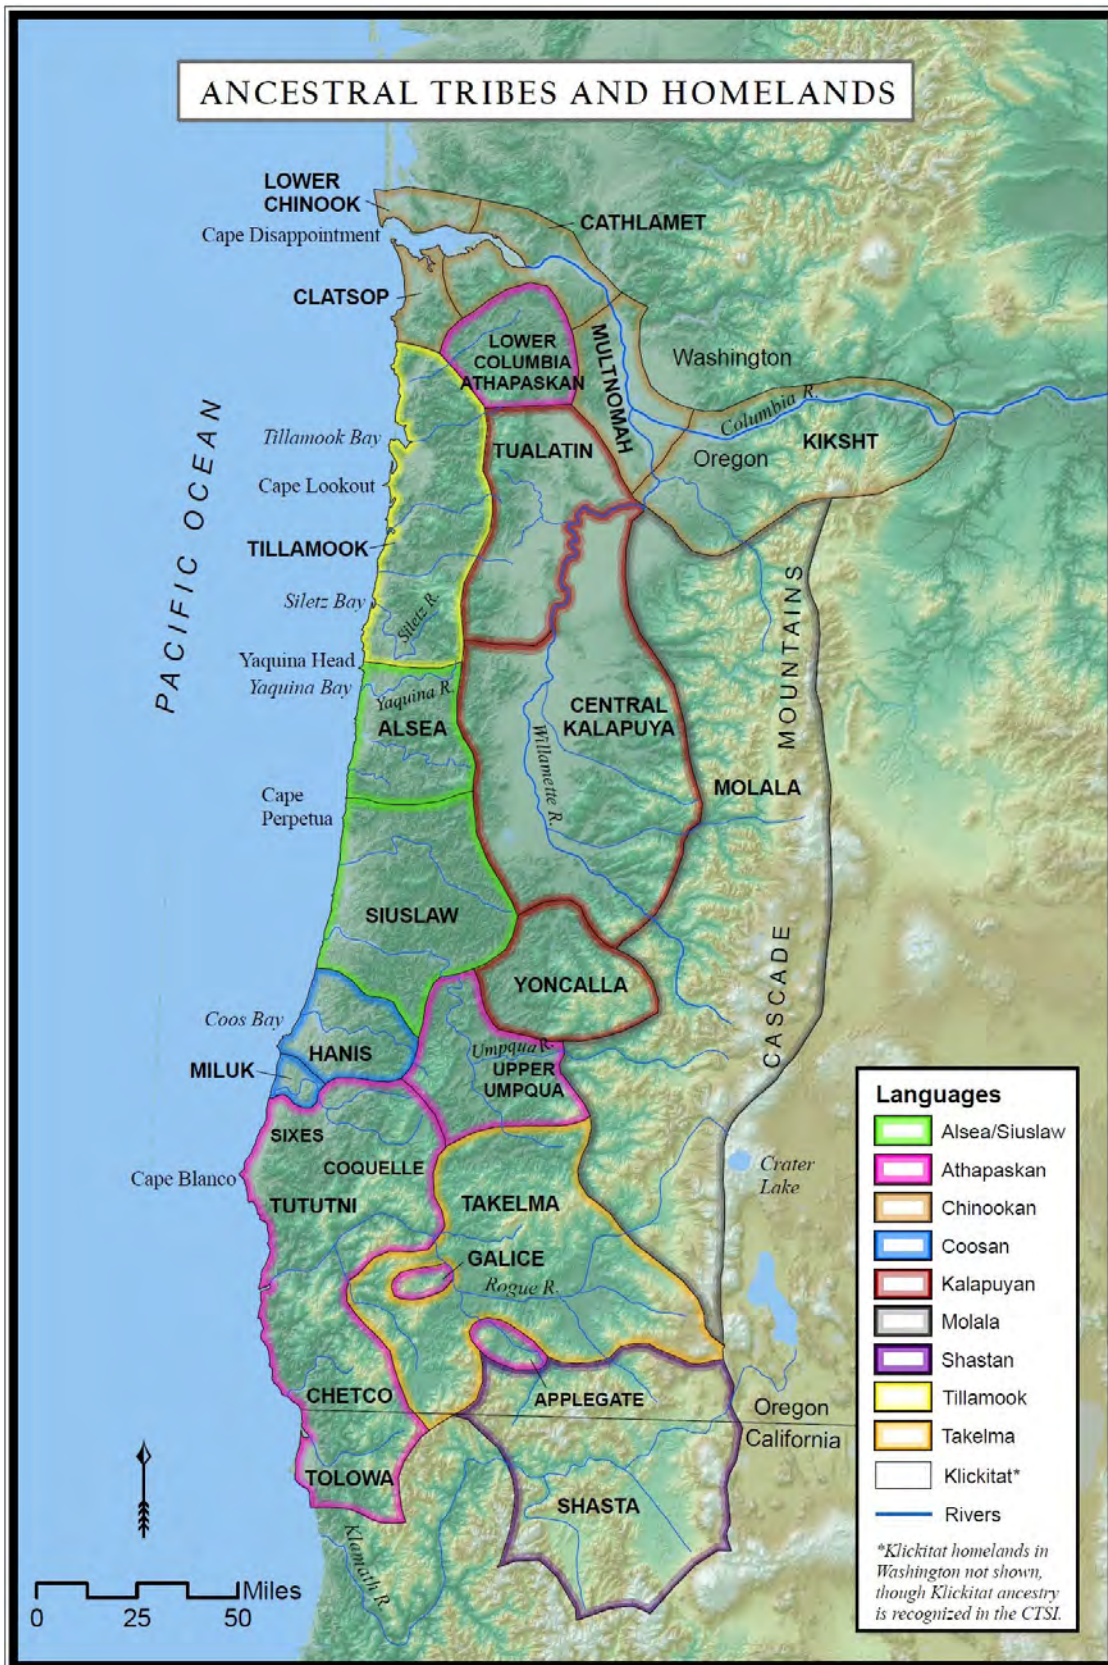 ANCESTRAL TRIBES AND HOMELANDS
LOWER
CHINOOK
CATHLAMET
Cape Disappointment
CLATSOP
LOWER
COLUMBIA
ATHAPASKAN
MULTNOMAH
Washington
Columbia R.
KIKSHT
Oregon
TUALATIN
Tillamook Bay
Cape Lookout
PACIFIC OCEAN
TILLAMOOK
Siletz Bay
Siletz R.
Yaquina Head
Yaquina Bay
Yaquina R.
ALSEA
CENTRAL
KALAPUYA
Willamette R.
MOLALA
CASCADE MOUNTAINS
Cape
Perpetua
SIUSLAW
YONCALLA
Coos Bay
HANIS
Umpqua R.
UPPER
UMPQUA
MILUK
SIXES
COQUELLE
Cape Blanco
TUTUTNI
TAKELMA
Crater
Lake
GALICE
Rogue R.
CHETCO
APPLEGATE
Oregon
California
TOLOWA
SHASTA
Klamath R.
Miles
0 25 50
Languages
Alsea/Siuslaw
Athapaskan
Chinookan
Coosan
Kalapuyan
Molala
Shastan
Tillamook
Takelma
Klickitat*
Rivers
*Klickitat homelands in
Washington not shown,
though Klickitat ancestry
is recognized in the CTSI.